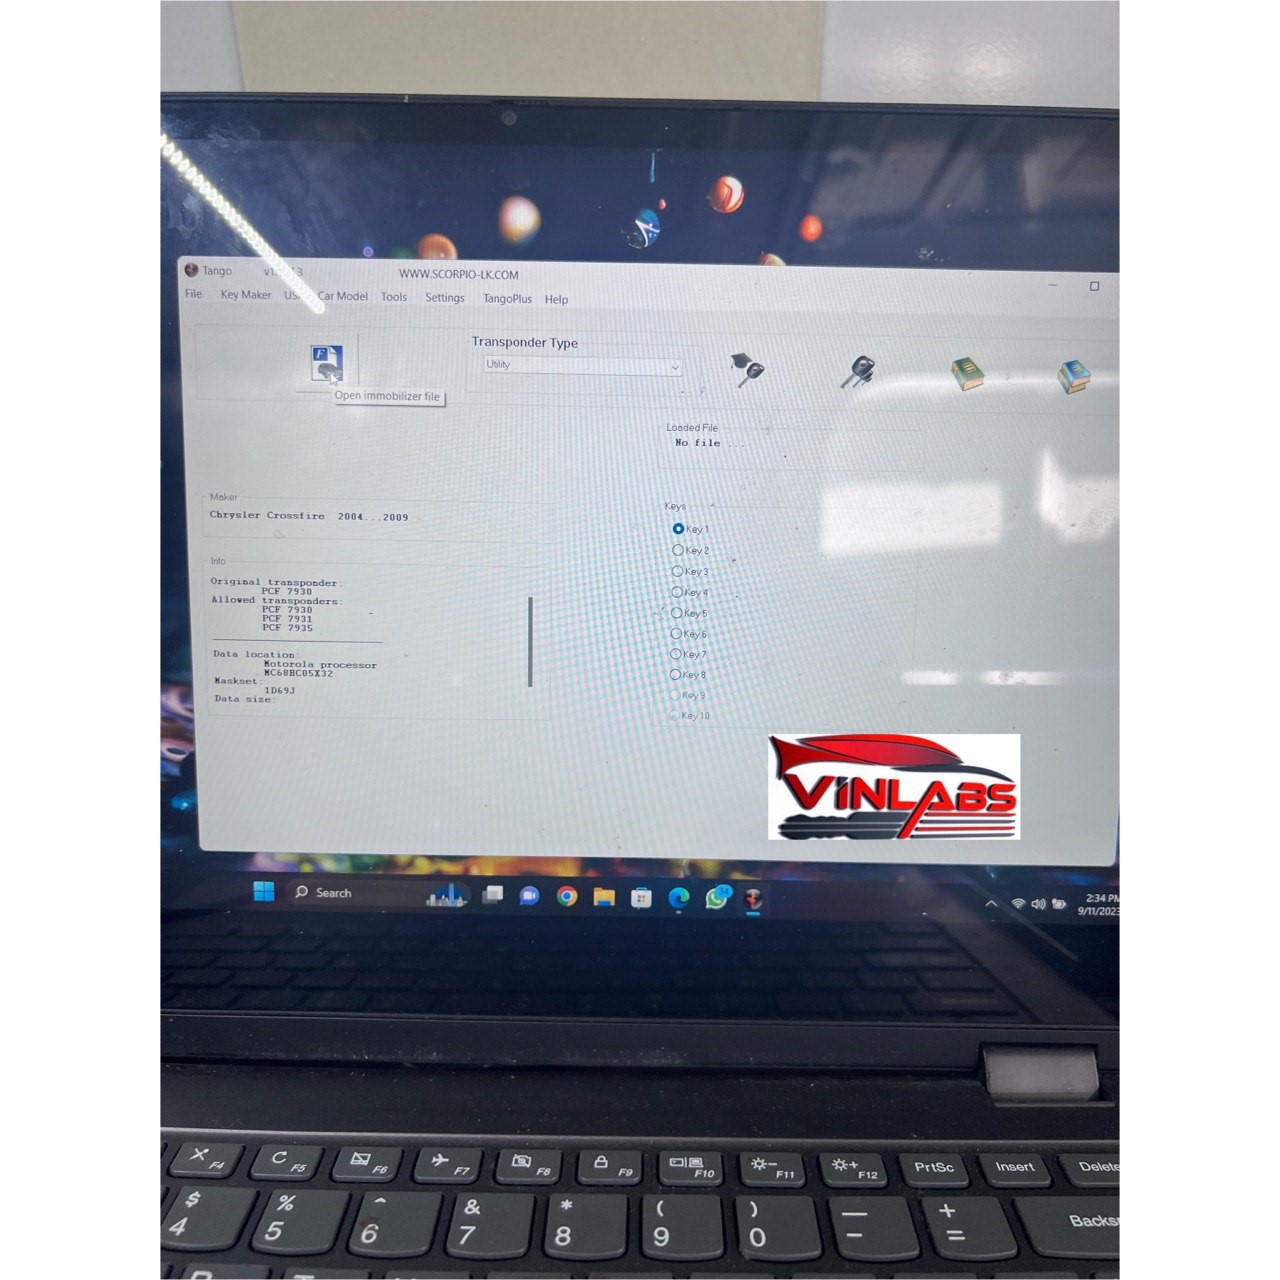 Tango
WWW.SCORPIO-LK.COM
File Key Maker Car Model Tools Settings TangoPlus Help
Transponder Type
Utility
F
Open immobilizer file
Loaded File
No file ...
Maker
Chrysler Crossfire 2004...2009
Keys
Key 1
Key 2
Key 3
Key 4
Key 5
Key 6
Key 7
Key 8
Key 9
Key 10
Info
Original transponder:
PCF 7930
Allowed transponders:
PCF 7930
PCF 7931
PCF 7935
Data location:
Motorola processor
MC68HC05X32
Maskset:
1D69J
Data size:
ViNLABS
Search
34
2:34 PM
9/11/2023
F4 F5 F6 F7 F8 F9 F10 F11 F12 PrtSc Insert Delete
$ % ^ & * ( ) — +
4 5 6 7 8 9 0 - = Backs